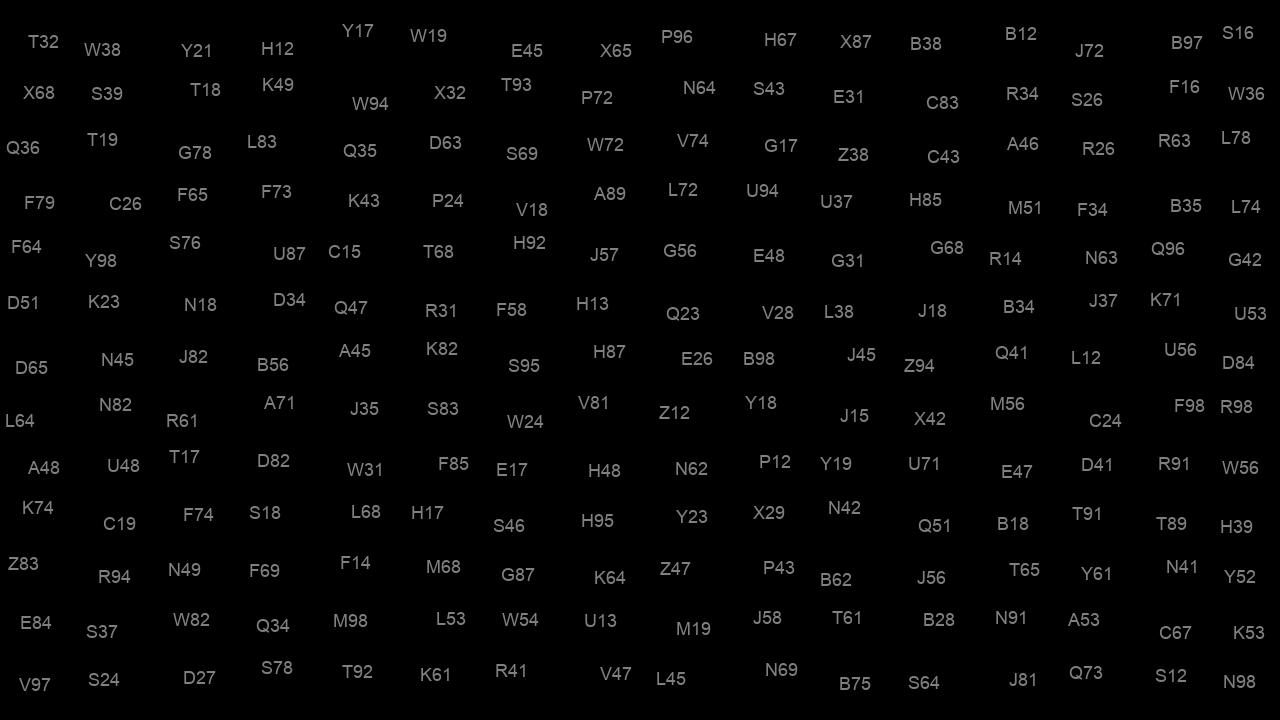 T32 W38 Y21 H12 Y17 W19 E45 X65 P96 H67 X87 B38 B12 J72 B97 S16
X68 S39 T18 K49 W94 X32 T93 P72 N64 S43 E31 C83 R34 S26 F16 W36
Q36 T19 G78 L83 Q35 D63 S69 W72 V74 G17 Z38 C43 A46 R26 R63 L78
F79 C26 F65 F73 K43 P24 V18 A89 L72 U94 U37 H85 M51 F34 B35 L74
F64 Y98 S76 U87 C15 T68 H92 J57 G56 E48 G31 G68 R14 N63 Q96 G42
D51 K23 N18 D34 Q47 R31 F58 H13 Q23 V28 L38 J18 B34 J37 K71 U53
D65 N45 J82 B56 A45 K82 S95 H87 E26 B98 J45 Z94 Q41 L12 U56 D84
L64 N82 R61 A71 J35 S83 W24 V81 Z12 Y18 J15 X42 M56 C24 F98 R98
A48 U48 T17 D82 W31 F85 E17 H48 N62 P12 Y19 U71 E47 D41 R91 W56
K74 C19 F74 S18 L68 H17 S46 H95 Y23 X29 N42 Q51 B18 T91 T89 H39
Z83 R94 N49 F69 F14 M68 G87 K64 Z47 P43 B62 J56 T65 Y61 N41 Y52
E84 S37 W82 Q34 M98 L53 W54 U13 M19 J58 T61 B28 N91 A53 C67 K53
V97 S24 D27 S78 T92 K61 R41 V47 L45 N69 B75 S64 J81 Q73 S12 N98